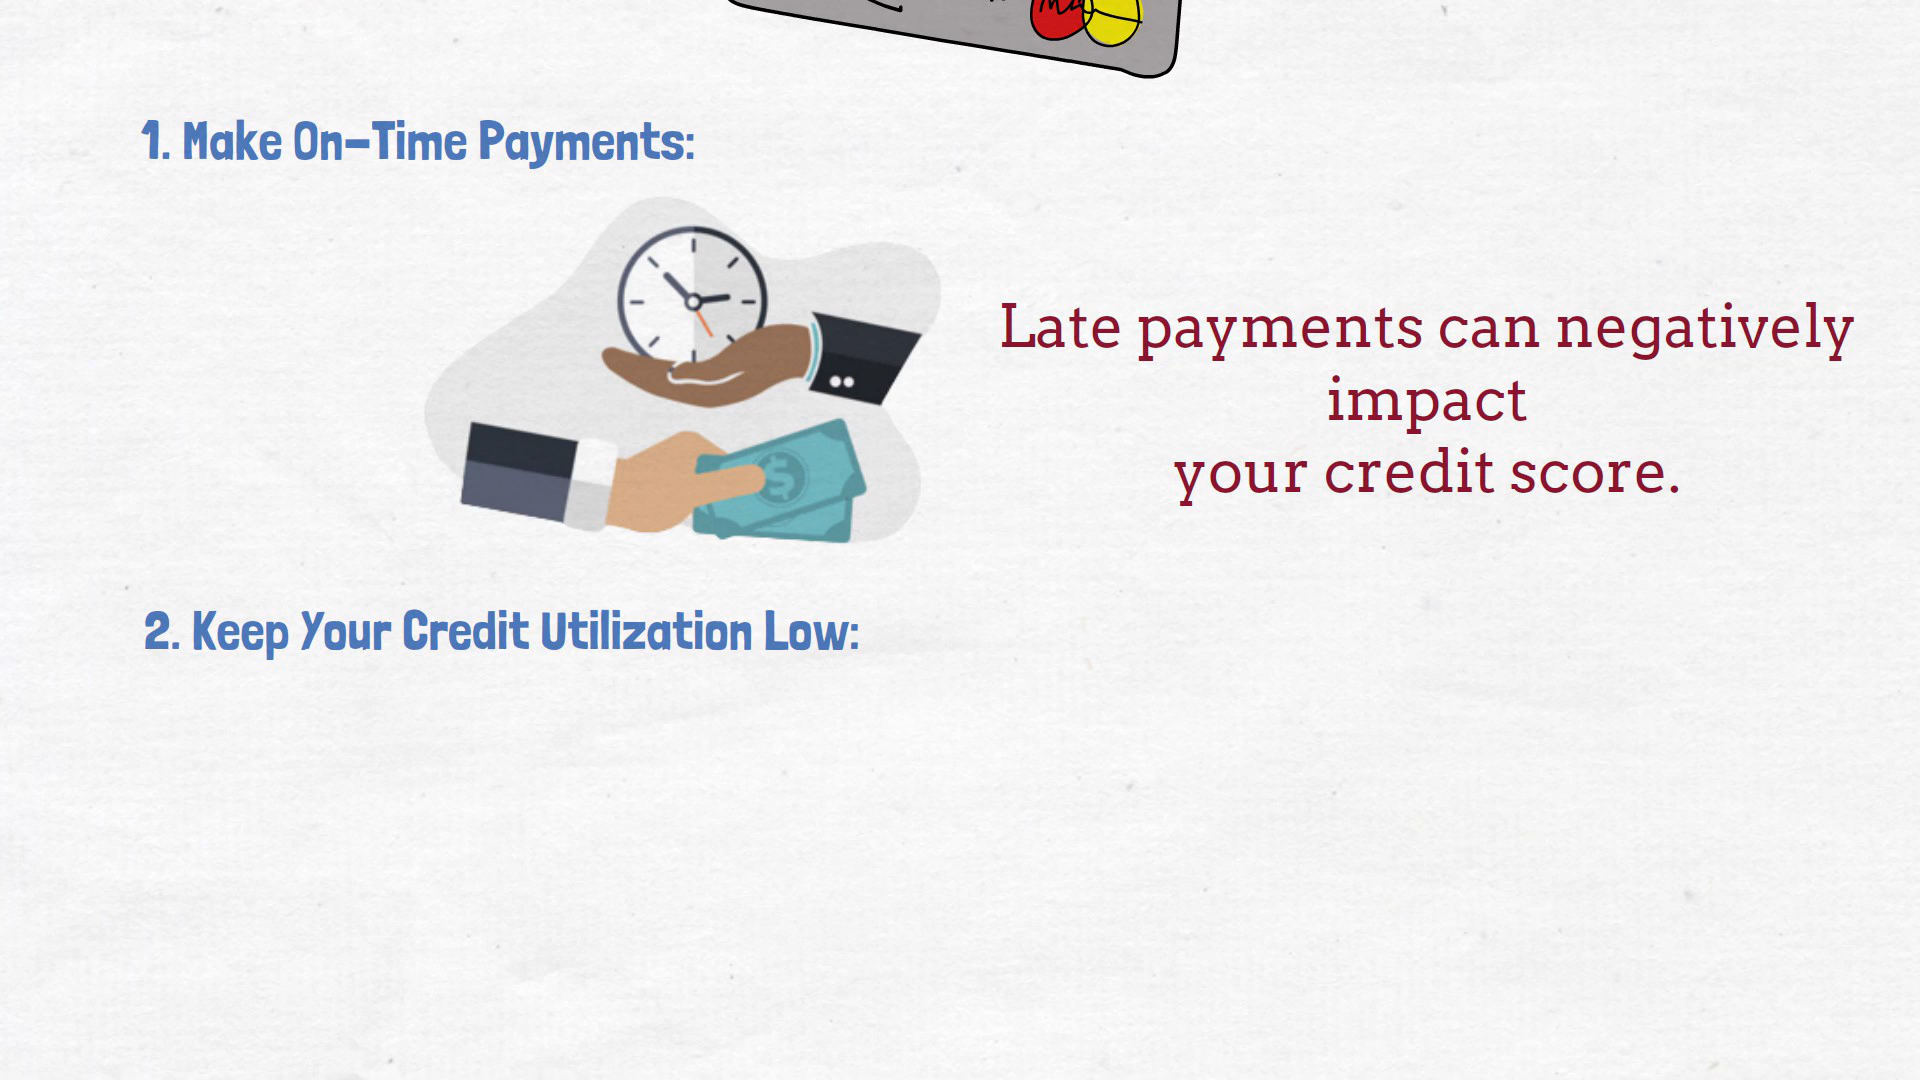 1. Make On-Time Payments:
Late payments can negatively
impact
your credit score.
2. Keep Your Credit Utilization Low: